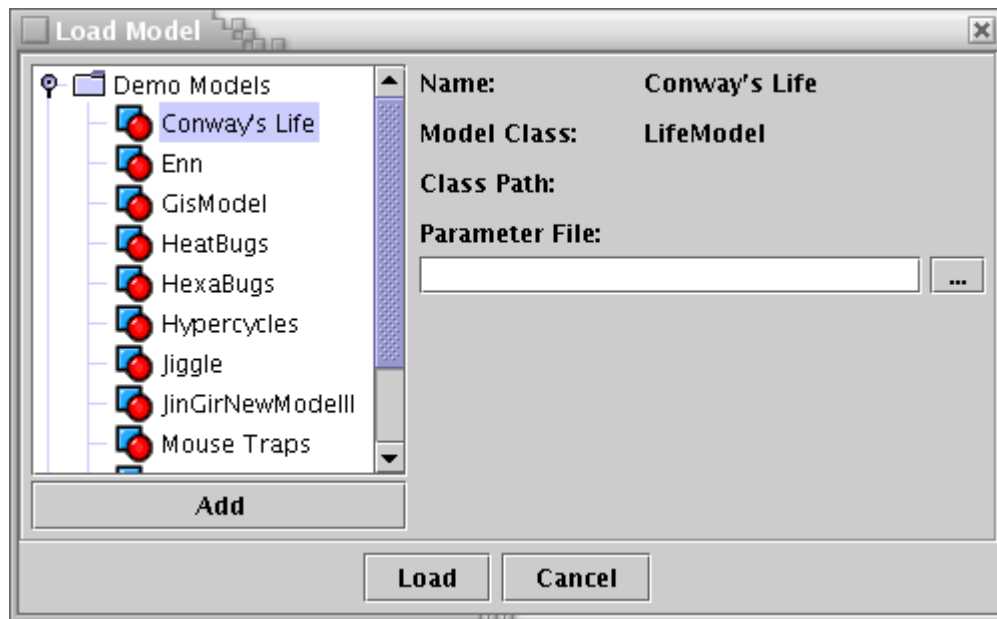 Load Model
Demo Models
Conway's Life
Enn
GisModel
HeatBugs
HexaBugs
Hypercycles
Jiggle
JinGirNewModelII
Mouse Traps
Add
Name: Conway's Life
Model Class: LifeModel
Class Path:
Parameter File:
...
Load Cancel